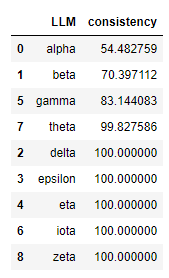 LLM consistency
0 alpha 54.482759
1 beta 70.397112
5 gamma 83.144083
7 theta 99.827586
2 delta 100.000000
3 epsilon 100.000000
4 eta 100.000000
6 iota 100.000000
8 zeta 100.000000